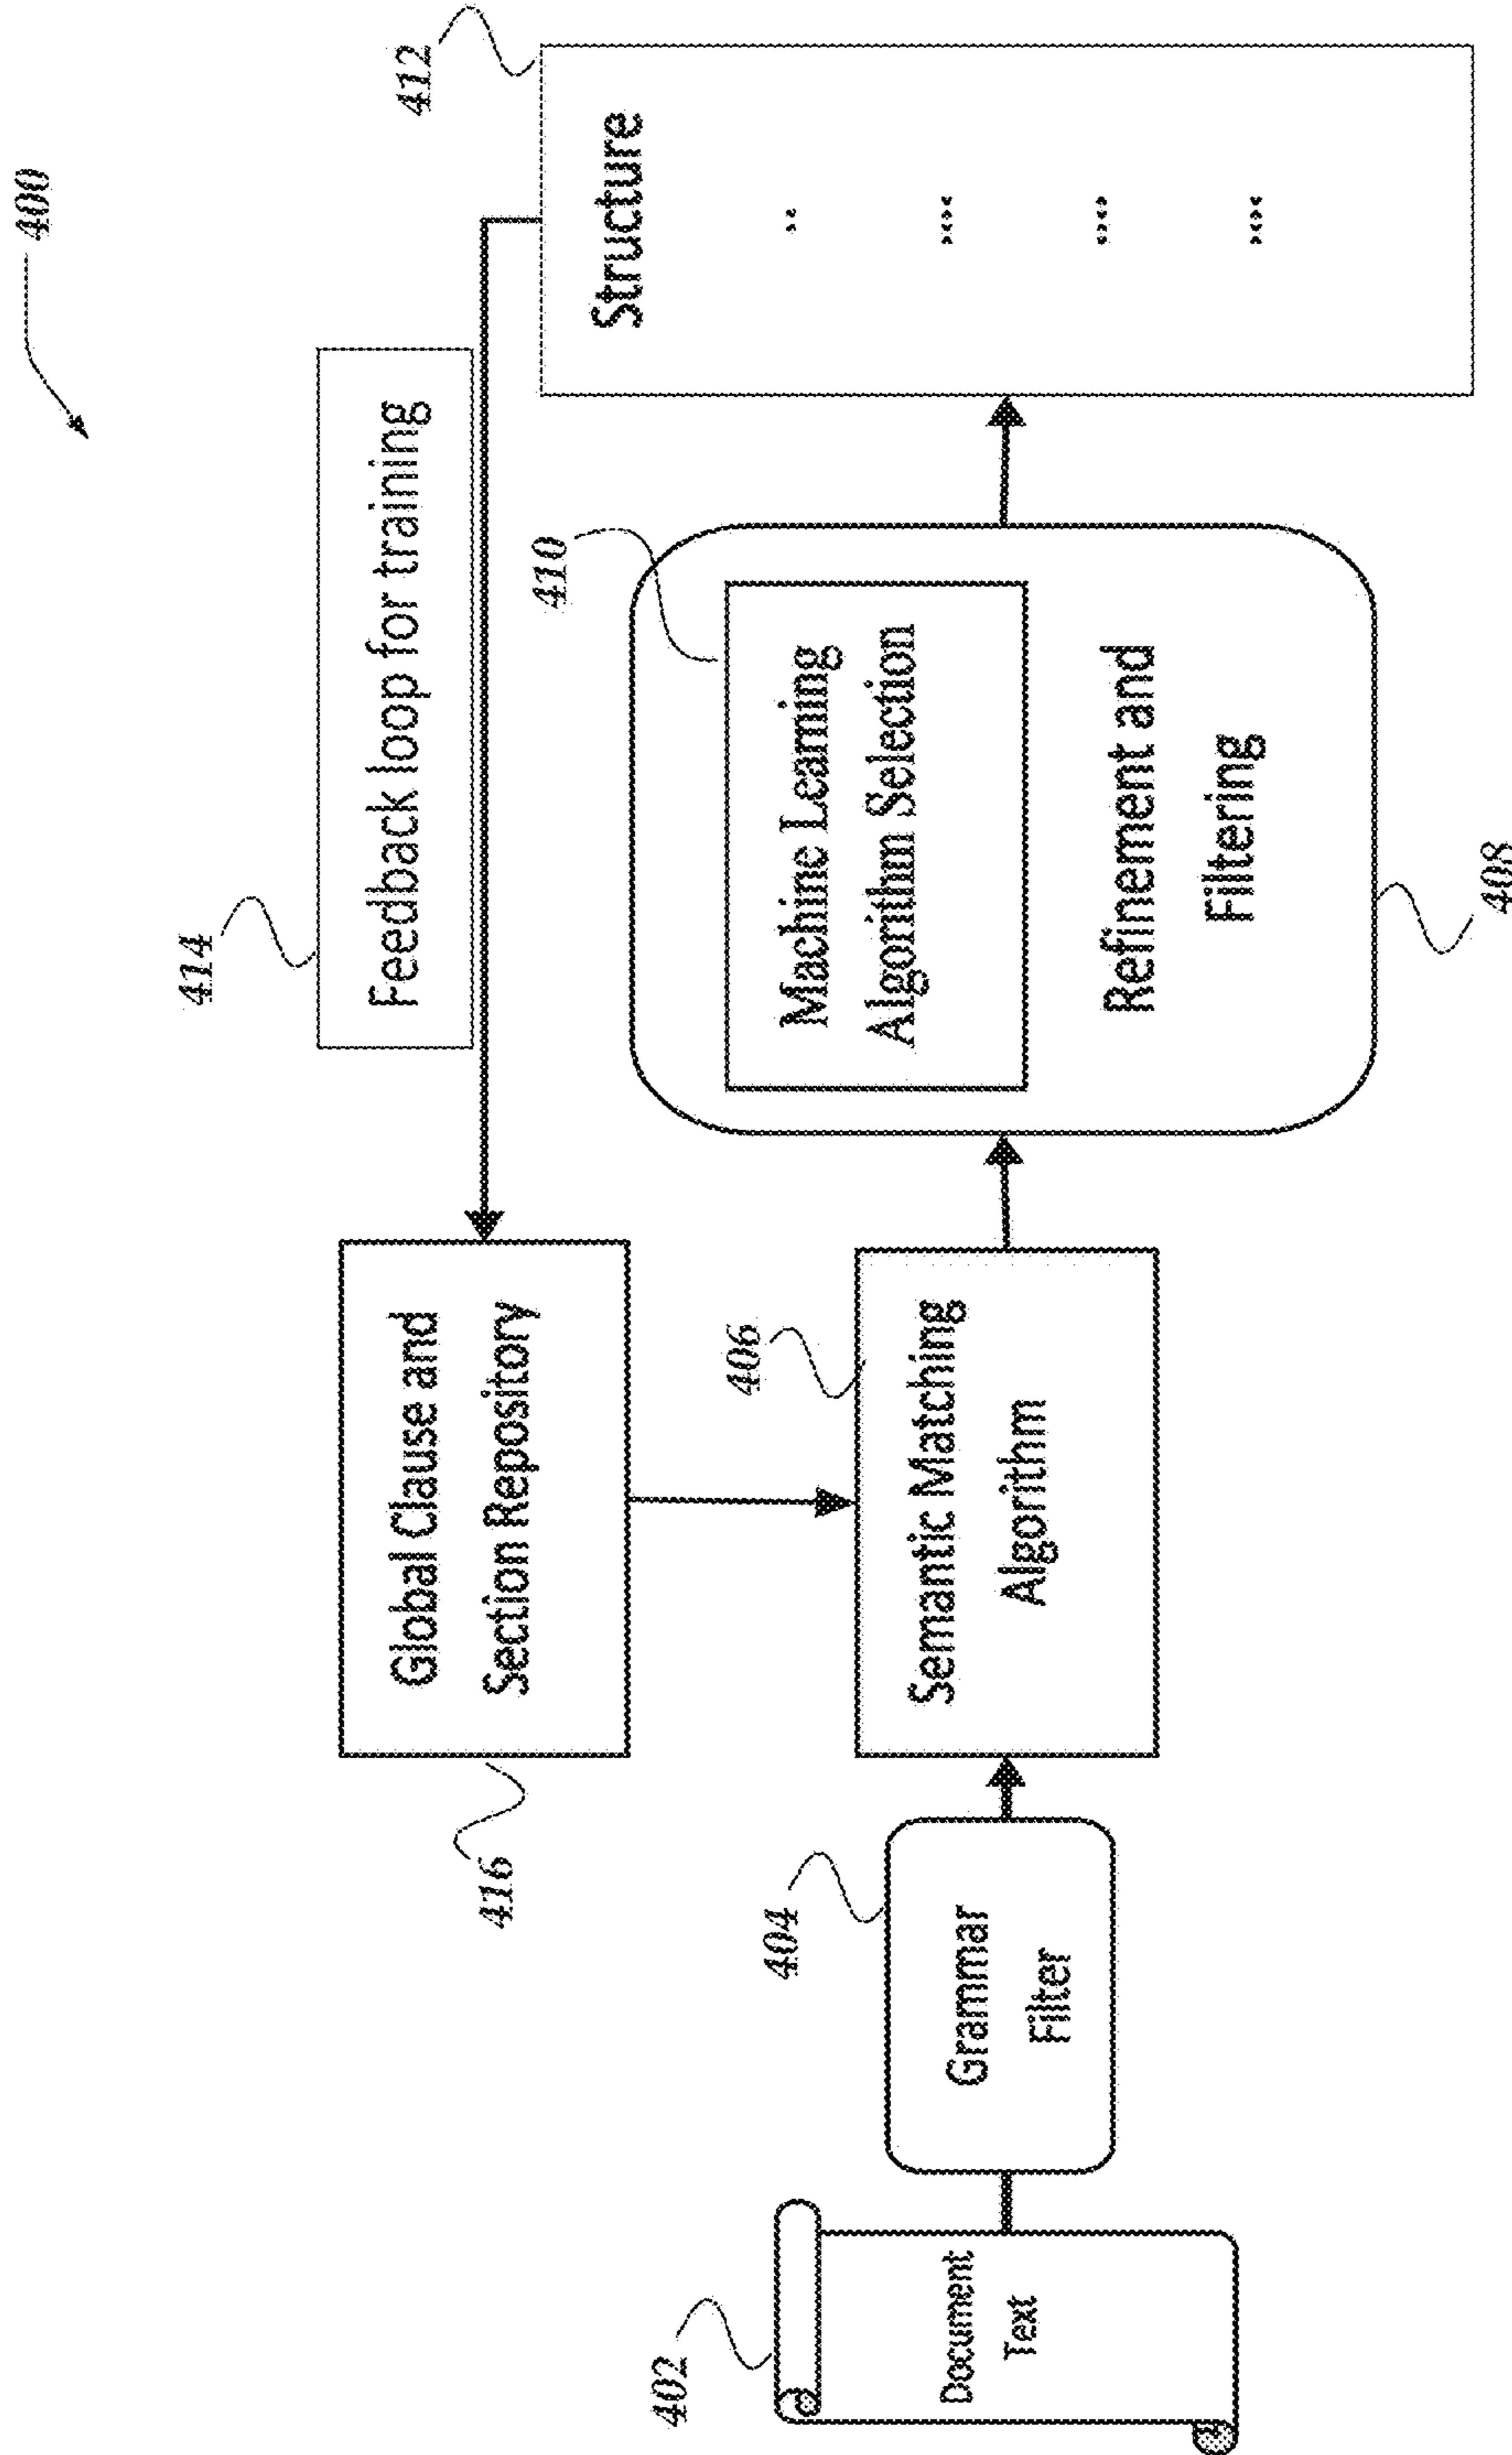 400
412
Structure
414
Feedback loop for training
410
Machine Learning
Algorithm Selection
Refinement and
Filtering
408
416
Global Clause and
Section Repository
406
Semantic Matching
Algorithm
404
Grammar
Filter
402
Document
Text